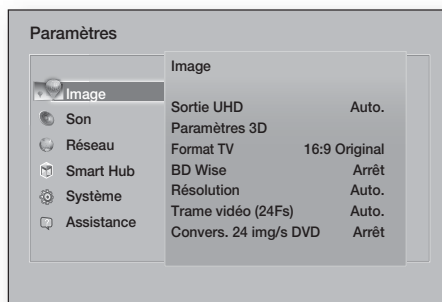 Paramètres
Image
Son
Réseau
Smart Hub
Système
Assistance
Image
Sortie UHD Auto.
Paramètres 3D
Format TV 16:9 Original
BD Wise Arrêt
Résolution Auto.
Trame vidéo (24Fs) Auto.
Convers. 24 img/s DVD Arrêt